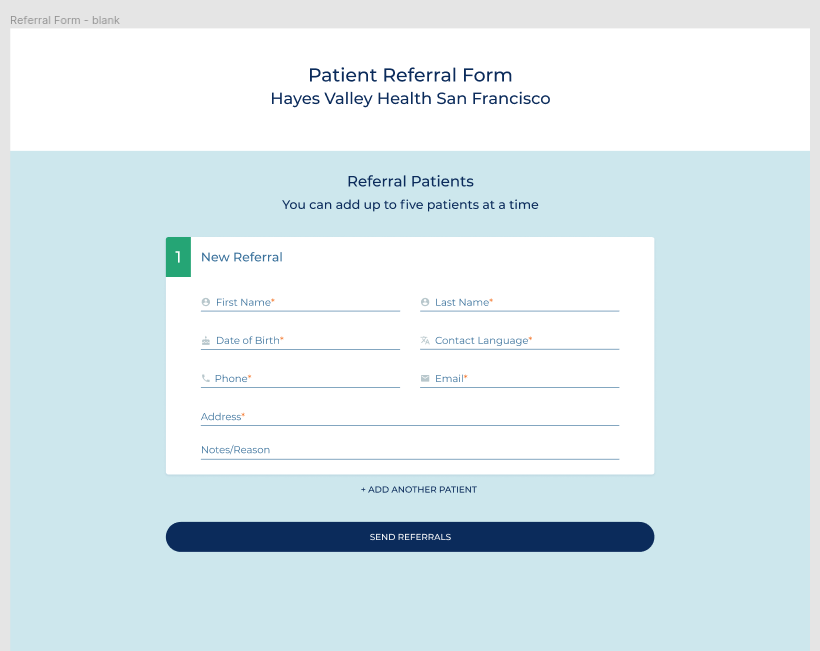 Referral Form - blank
Patient Referral Form
Hayes Valley Health San Francisco
Referral Patients
You can add up to five patients at a time
1 New Referral
First Name* Last Name*
Date of Birth* Contact Language*
Phone* Email*
Address*
Notes/Reason
+ ADD ANOTHER PATIENT
SEND REFERRALS